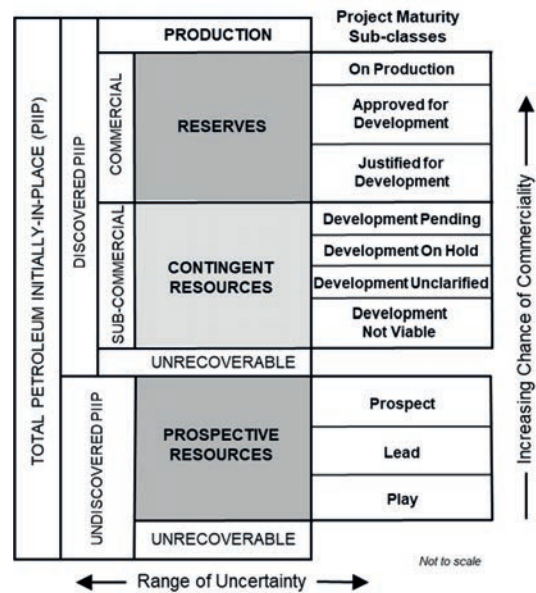 TOTAL PETROLEUM INITIALLY-IN-PLACE (PIIP)
DISCOVERED PIIP
UNDISCOVERED PIIP
COMMERCIAL
SUB-COMMERCIAL
PRODUCTION
RESERVES
CONTINGENT
RESOURCES
UNRECOVERABLE
PROSPECTIVE
RESOURCES
UNRECOVERABLE
Project Maturity
Sub-classes
On Production
Approved for
Development
Justified for
Development
Development Pending
Development On Hold
Development Unclarified
Development
Not Viable
Prospect
Lead
Play
Increasing Chance of Commerciality
Not to scale
Range of Uncertainty